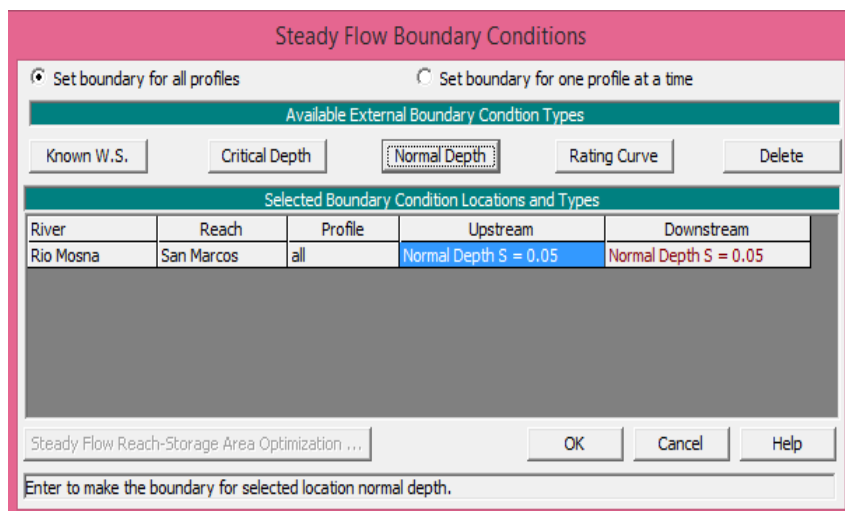 Steady Flow Boundary Conditions
Set boundary for all profiles Set boundary for one profile at a time
Available External Boundary Condtion Types
Known W.S. Critical Depth Normal Depth Rating Curve Delete
Selected Boundary Condition Locations and Types
River Reach Profile Upstream Downstream
Rio Mosna San Marcos all Normal Depth S = 0.05 Normal Depth S = 0.05
Steady Flow Reach-Storage Area Optimization ... OK Cancel Help
Enter to make the boundary for selected location normal depth.